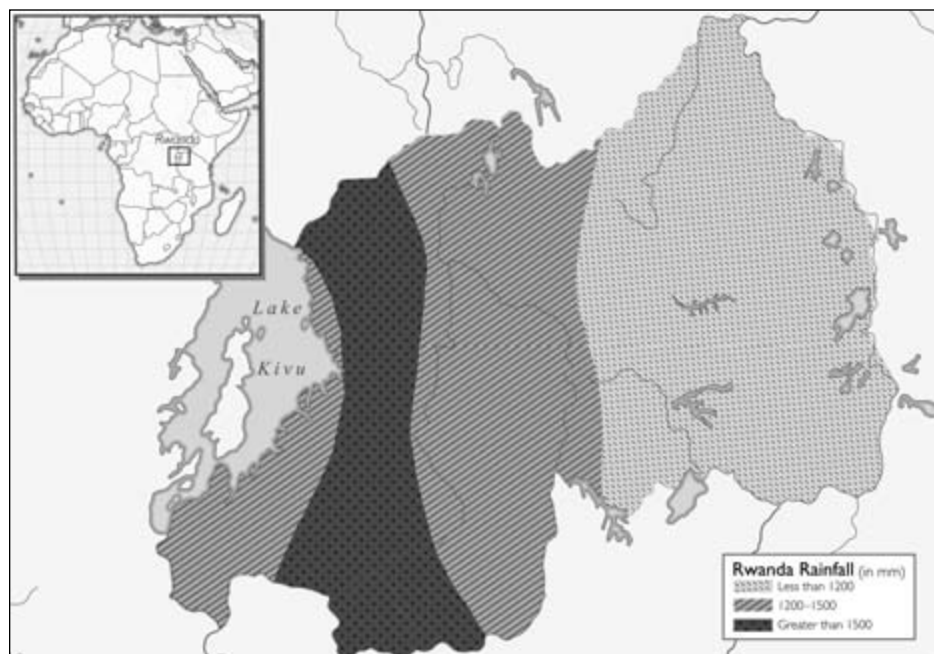 Rwanda
Lake
Kivu
Rwanda Rainfall (in mm)
Less than 1200
1200–1500
Greater than 1500